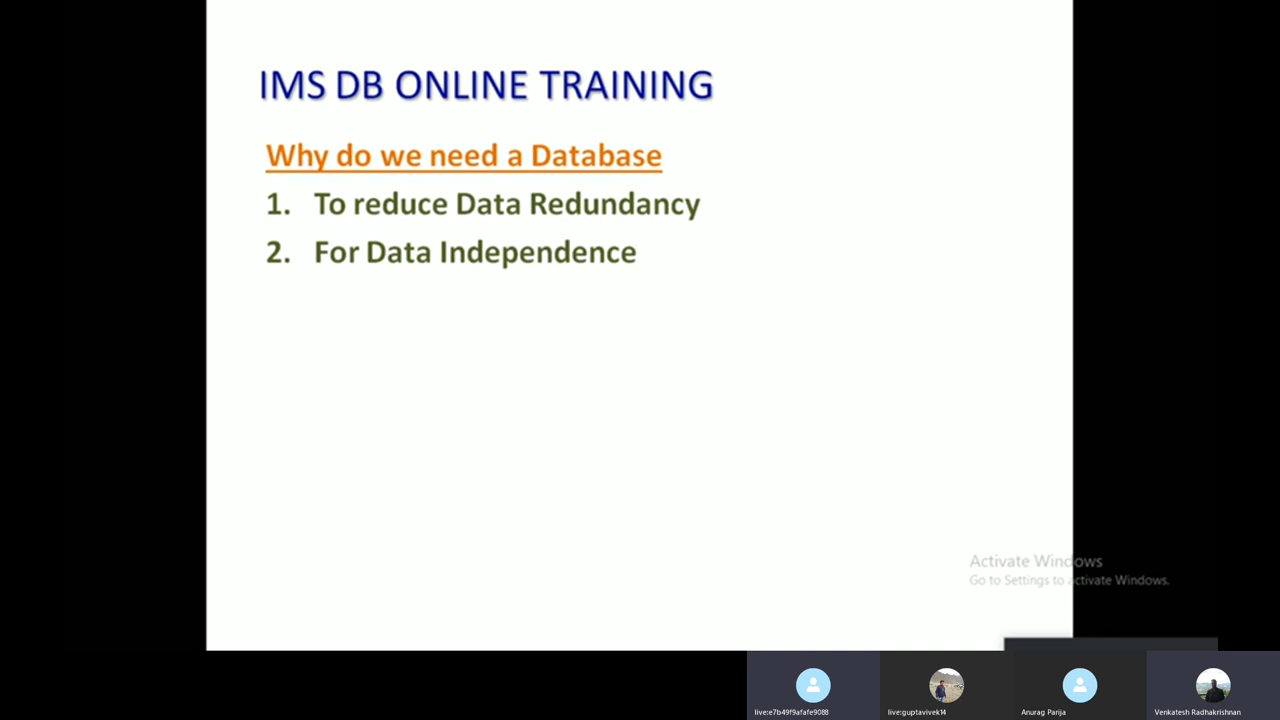 IMS DB ONLINE TRAINING
Why do we need a Database
1. To reduce Data Redundancy
2. For Data Independence
Activate Windows
Go to Settings to activate Windows.
live:e7b49f9afafe9088
live:guptavivek14
Anurag Parija
Venkatesh Radhakrishnan